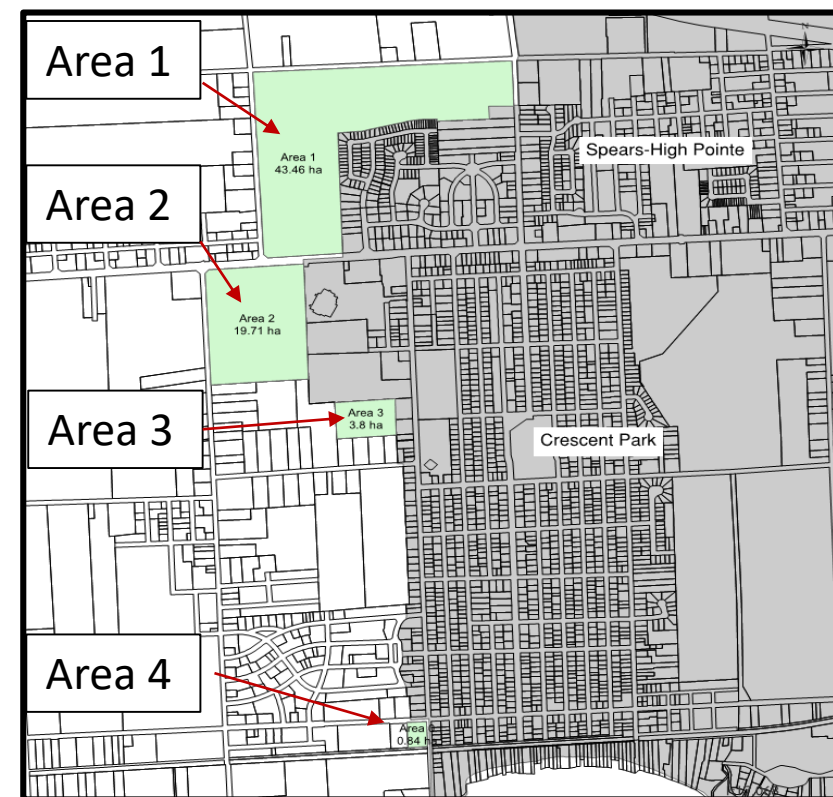 Area 1
N
Area 1
43.46 ha
Spears-High Pointe
Area 2
Area 2
19.71 ha
Area 3
Area 3
3.8 ha
Crescent Park
Area 4
Area
0.84 h